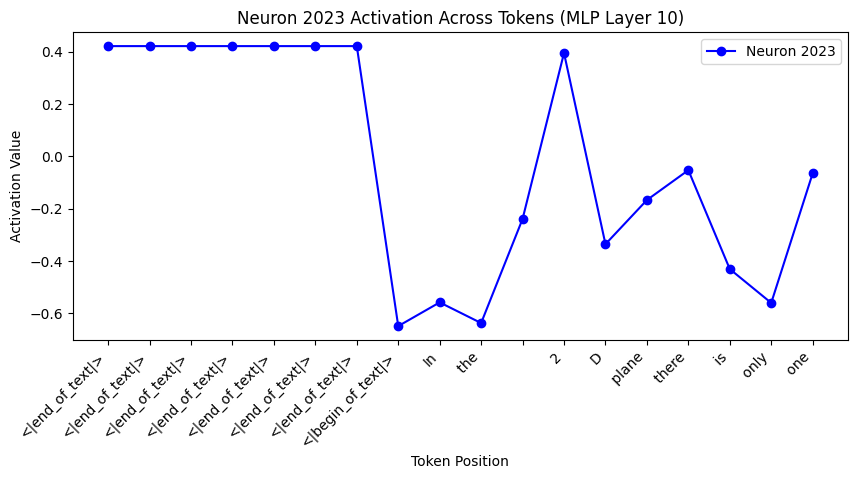 Neuron 2023 Activation Across Tokens (MLP Layer 10)
Neuron 2023
Activation Value
0.4
0.2
0.0
−0.2
−0.4
−0.6
<|end_of_text|>
<|end_of_text|>
<|end_of_text|>
<|end_of_text|>
<|end_of_text|>
<|end_of_text|>
<|end_of_text|>
<|begin_of_text|>
In
the
2
D
plane
there
is
only
one
Token Position